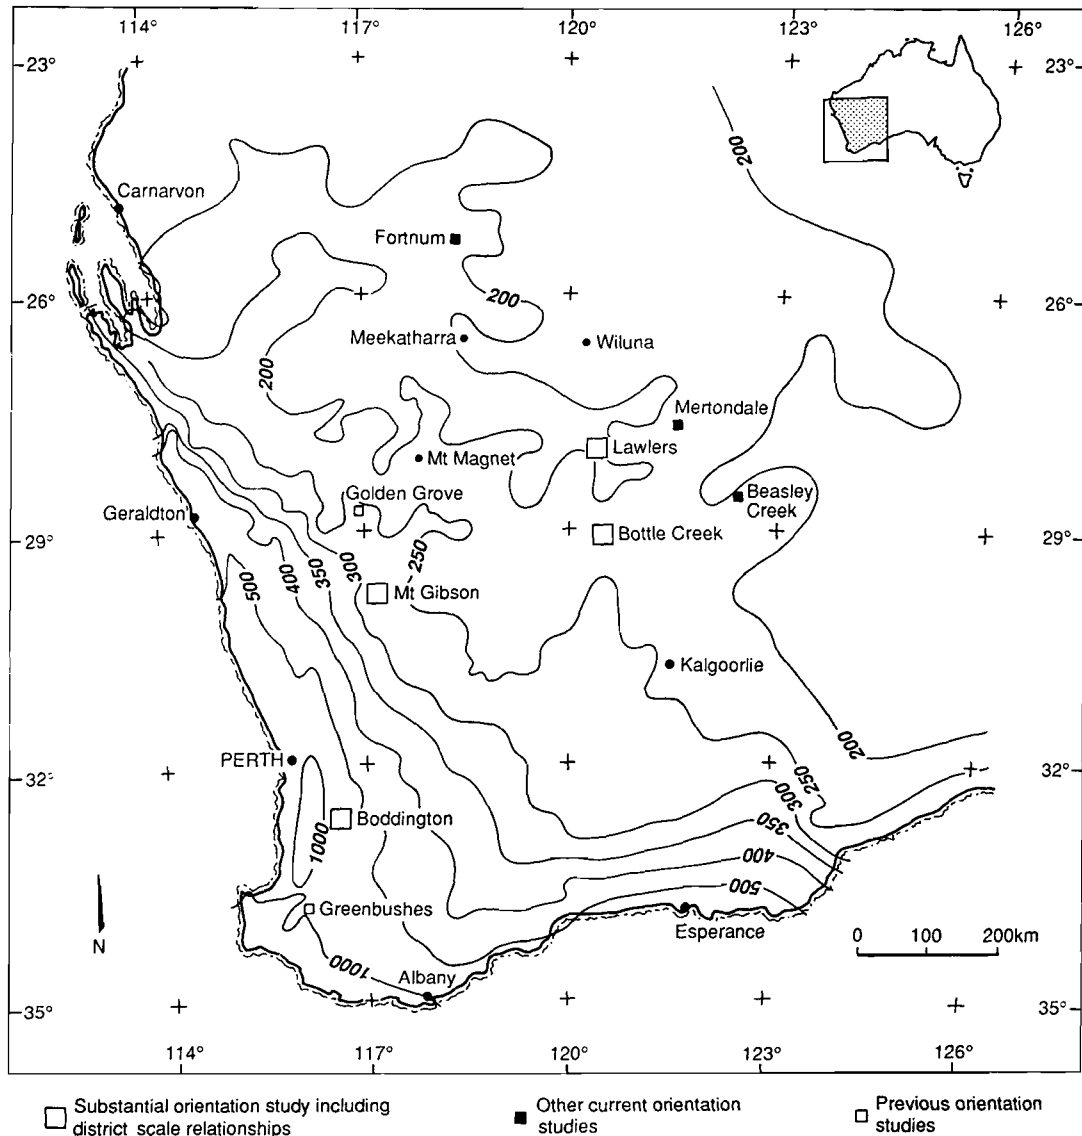 114°
117°
120°
123°
126°
23°
23°
200
Carnarvon
Fortnum
200
26°
26°
Meekatharra
Wiluna
200
Mertondale
Mt Magnet
Lawlers
Golden Grove
Beasley
Creek
Geraldton
Bottle Creek
29°
29°
250
300
350
400
500
Mt Gibson
Kalgoorlie
200
PERTH
32°
32°
250
300
350
400
500
Boddington
1000
Greenbushes
Esperance
0 100 200km
N
1000
Albany
35°
35°
114°
117°
120°
123°
126°
Substantial orientation study including
district scale relationships
Other current orientation
studies
Previous orientation
studies